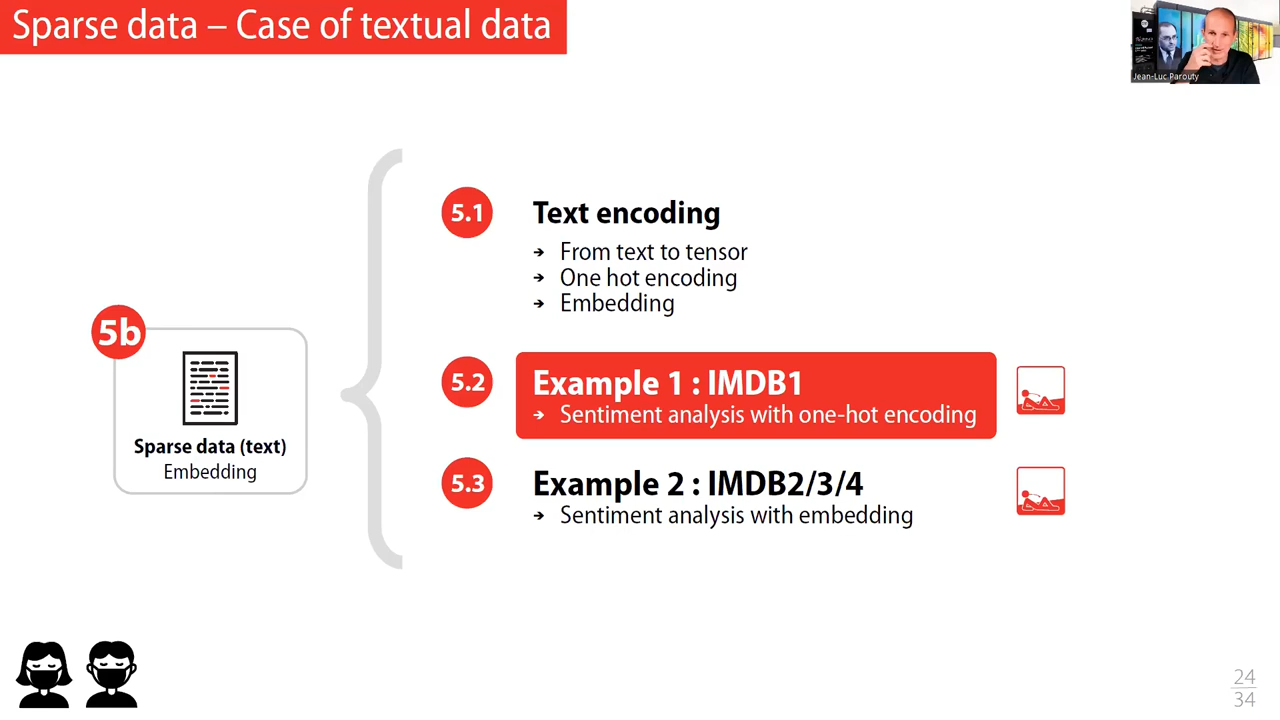 Sparse data – Case of textual data
Jean-Luc Parouty
5.1
Text encoding
➔ From text to tensor
➔ One hot encoding
➔ Embedding
5b
Sparse data (text)
Embedding
5.2
Example 1 : IMDB1
➔ Sentiment analysis with one-hot encoding
5.3
Example 2 : IMDB2/3/4
➔ Sentiment analysis with embedding
24
34